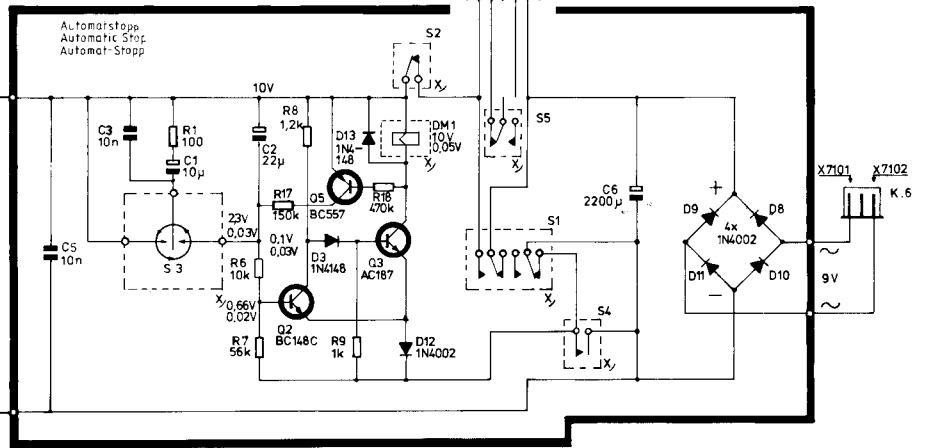 Automatstopp
Automatic Stop
Automat-Stopp
S2
X
10V
R8
1,2k
D13
1N4-
148
DM1
10V
0,05V
X
S5
X
C3
10n
R1
100
C1
10µ
C2
22µ
R17
150k
Q5
BC557
R18
470k
C6
2200µ
X7101
X7102
K.6
+
D9
D8
4x
1N4002
D11
D10
−
~
9V
~
C5
10n
S3
X
23V
0,03V
0,1V
0,03V
D3
1N4148
Q3
AC187
S1
X
R6
10k
0,66V
0,02V
Q2
BC148C
R7
56k
R9
1k
D12
1N4002
S4
X